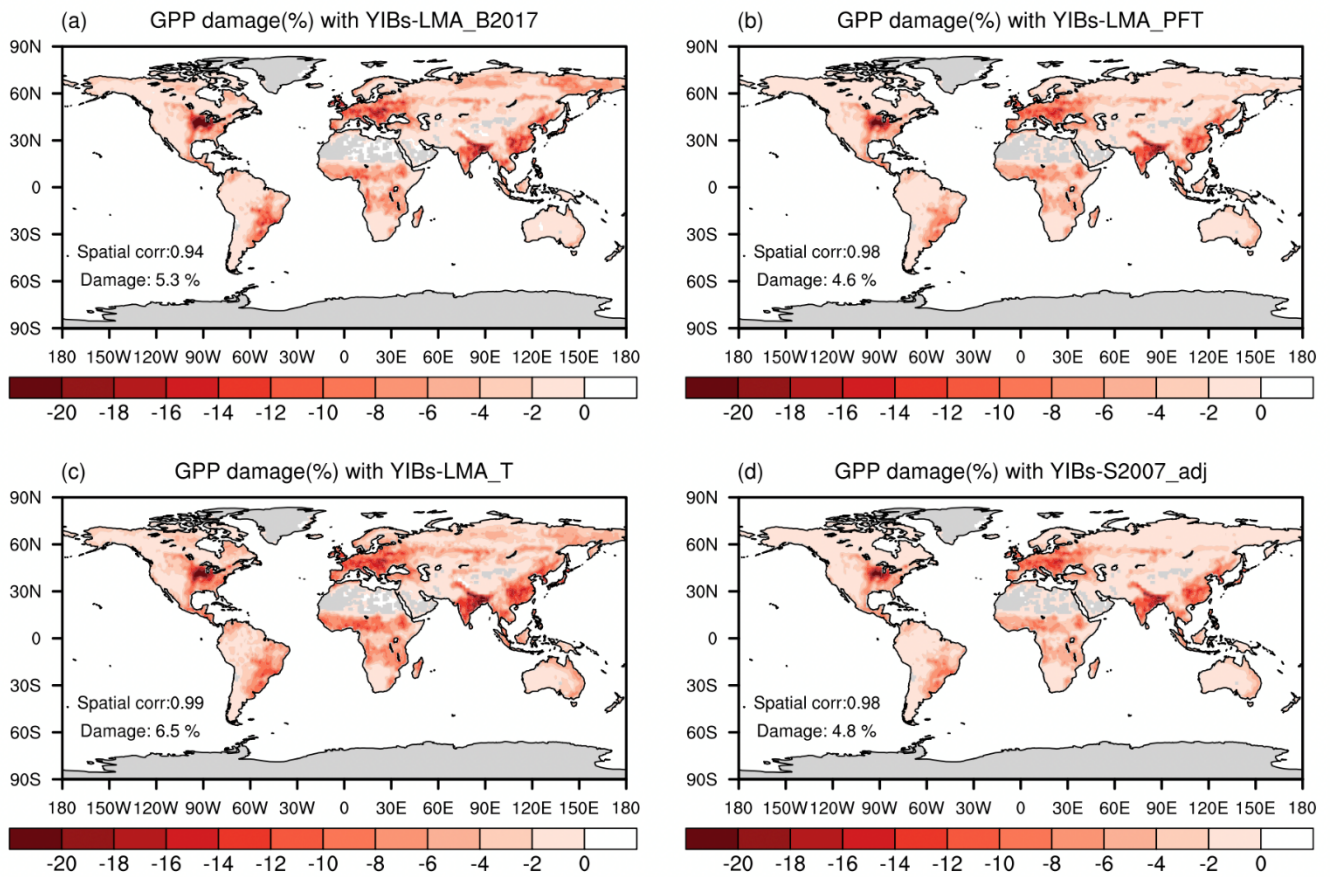 (a) GPP damage(%) with YIBs-LMA_B2017
90N
60N
30N
0
30S
60S
90S
Spatial corr:0.94
Damage: 5.3 %
180 150W 120W 90W 60W 30W 0 30E 60E 90E 120E 150E 180
-20 -18 -16 -14 -12 -10 -8 -6 -4 -2 0
(b) GPP damage(%) with YIBs-LMA_PFT
90N
60N
30N
0
30S
60S
90S
Spatial corr:0.98
Damage: 4.6 %
180 150W 120W 90W 60W 30W 0 30E 60E 90E 120E 150E 180
-20 -18 -16 -14 -12 -10 -8 -6 -4 -2 0
(c) GPP damage(%) with YIBs-LMA_T
90N
60N
30N
0
30S
60S
90S
Spatial corr:0.99
Damage: 6.5 %
180 150W 120W 90W 60W 30W 0 30E 60E 90E 120E 150E 180
-20 -18 -16 -14 -12 -10 -8 -6 -4 -2 0
(d) GPP damage(%) with YIBs-S2007_adj
90N
60N
30N
0
30S
60S
90S
Spatial corr:0.98
Damage: 4.8 %
180 150W 120W 90W 60W 30W 0 30E 60E 90E 120E 150E 180
-20 -18 -16 -14 -12 -10 -8 -6 -4 -2 0